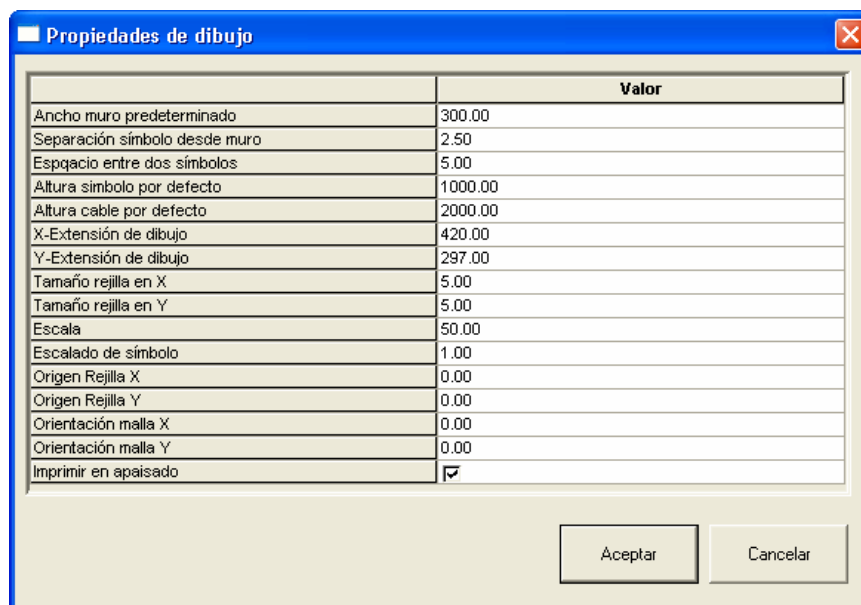 Propiedades de dibujo
Valor
Ancho muro predeterminado 300.00
Separación símbolo desde muro 2.50
Espqacio entre dos símbolos 5.00
Altura simbolo por defecto 1000.00
Altura cable por defecto 2000.00
X-Extensión de dibujo 420.00
Y-Extensión de dibujo 297.00
Tamaño rejilla en X 5.00
Tamaño rejilla en Y 5.00
Escala 50.00
Escalado de símbolo 1.00
Origen Rejilla X 0.00
Origen Rejilla Y 0.00
Orientación malla X 0.00
Orientación malla Y 0.00
Imprimir en apaisado
Aceptar Cancelar